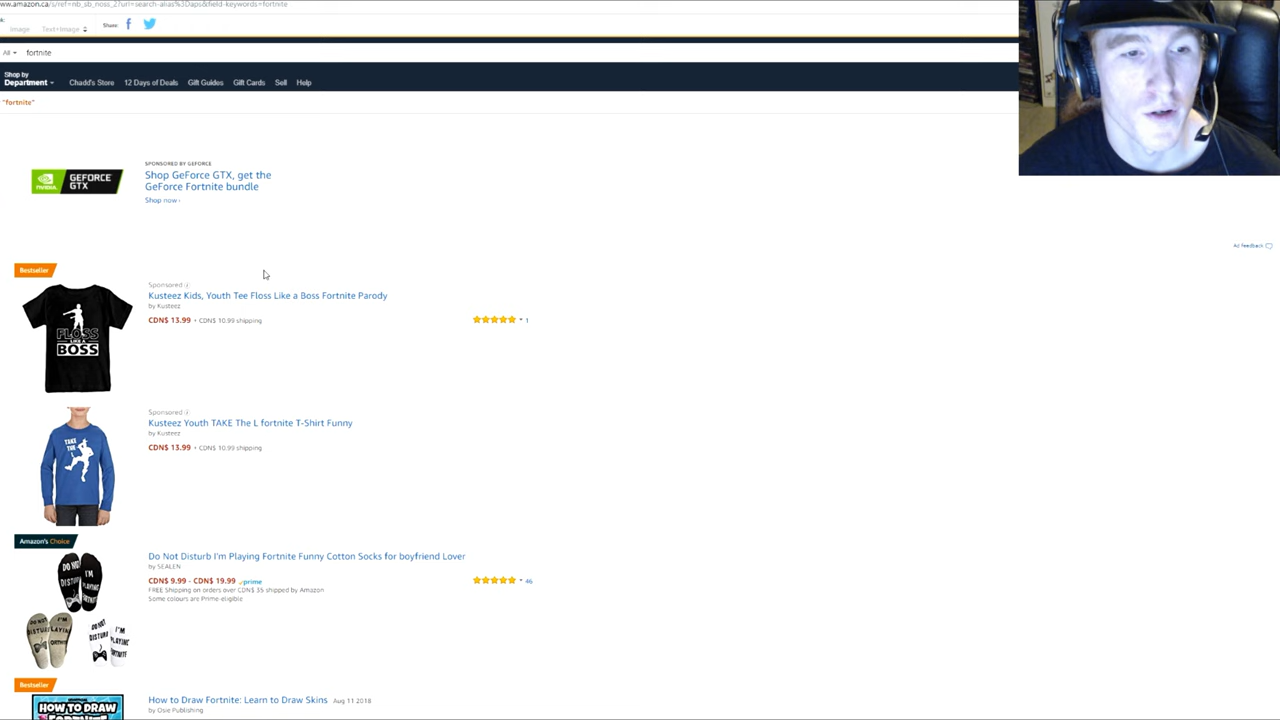 ww.amazon.ca/s/ref=nb_sb_noss_2?url=search-alias%3Daps&field-keywords=fortnite
Image Text+Image Share:
All fortnite
Shop by
Department Chadd's Store 12 Days of Deals Gift Guides Gift Cards Sell Help
"fortnite"
SPONSORED BY GEFORCE
Shop GeForce GTX, get the
GeForce Fortnite bundle
Shop now ›
NVIDIA. GEFORCE
GTX
Ad feedback
Bestseller
Sponsored
Kusteez Kids, Youth Tee Floss Like a Boss Fortnite Parody
by Kusteez
CDN$ 13.99 + CDN$ 10.99 shipping
1
FLOSS
LIKE A
BOSS
Sponsored
Kusteez Youth TAKE The L fortnite T-Shirt Funny
by Kusteez
CDN$ 13.99 + CDN$ 10.99 shipping
TAKE
THE
Amazon's Choice
Do Not Disturb I'm Playing Fortnite Funny Cotton Socks for boyfriend Lover
by SEALEN
CDN$ 9.99 - CDN$ 19.99 prime
46
FREE Shipping on orders over CDN$ 35 shipped by Amazon
Some colours are Prime-eligible
Bestseller
How to Draw Fortnite: Learn to Draw Skins Aug 11 2018
by Osie Publishing
HOW TO DRAW